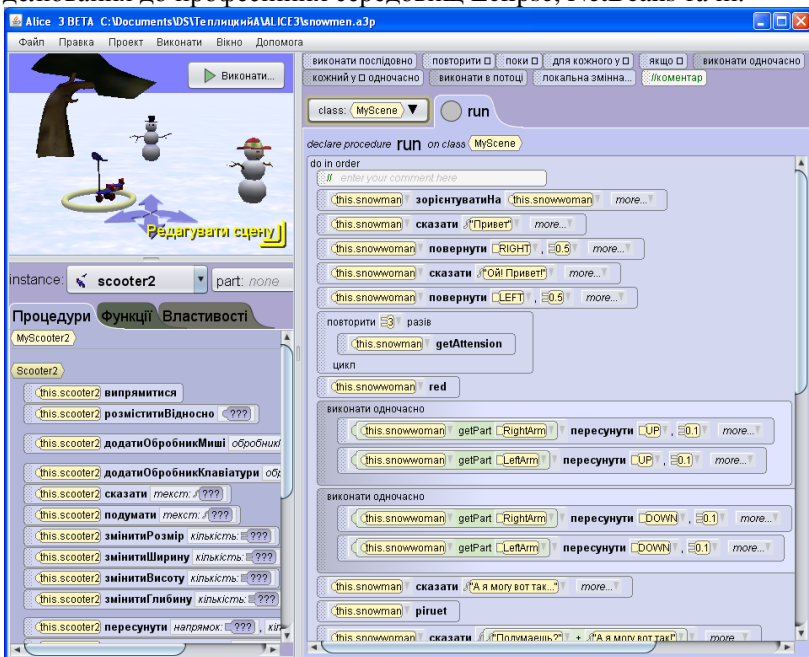 Alice 3 BETA C:\Documents\DS\ТеплицкийА\ALICE3\snowmen.a3p
Файл Правка Проект Виконати Вікно Допомога
Виконати...
Редагувати сцену
instance: scooter2 part: none
Процедури Функції Властивості
MyScooter2
Scooter2
this.scooter2 випрямитися
this.scooter2 розміститиВідносно ???
this.scooter2 додатиОбробникМиші
this.scooter2 додатиОбробникКлавіатури
this.scooter2 сказати текст: ???
this.scooter2 подумати текст: ???
this.scooter2 змінитиРозмір кількість: ???
this.scooter2 змінитиШирину кількість: ???
this.scooter2 змінитиВисоту кількість: ???
this.scooter2 змінитиГлибину кількість: ???
this.scooter2 пересунути напрямок: ??? ,
виконати послідовно повторити поки для кожного у якщо виконати одночасно
кожний у одночасно виконати в потоці локальна змінна... //коментар
class: MyScene run
declare procedure run on class MyScene
do in order
// enter your comment here
this.snowman зорієнтуватиНа this.snowwoman more...
this.snowman сказати "Привет" more...
this.snowwoman повернути RIGHT , 0.5 more...
this.snowwoman сказати "Ой! Привет!" more...
this.snowwoman повернути LEFT , 0.5 more...
повторити 3 разів
this.snowman getAttension
цикл
this.snowwoman red
виконати одночасно
this.snowwoman getPart RightArm пересунути UP , 0.1 more...
this.snowwoman getPart LeftArm пересунути UP , 0.1 more...
виконати одночасно
this.snowwoman getPart RightArm пересунути DOWN , 0.1 more...
this.snowwoman getPart LeftArm пересунути DOWN , 0.1 more...
this.snowman сказати "А я могу вот так..." more...
this.snowman piruet
this.snowwoman сказати "Подумаешь?" + "А я могу вот так!" more